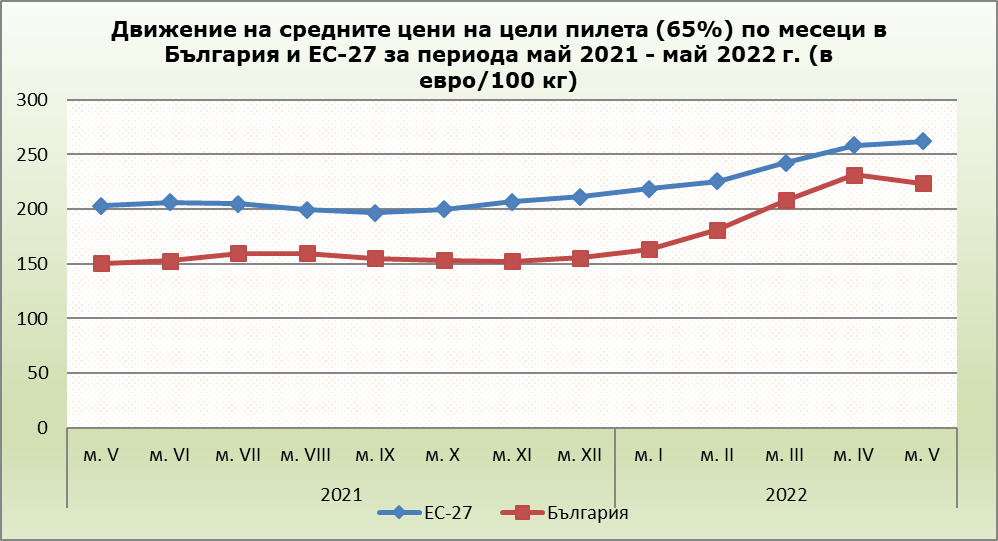 Движение на средните цени на цели пилета (65%) по месеци в
България и ЕС-27 за периода май 2021 - май 2022 г. (в
евро/100 кг)
300
250
200
150
100
50
0
м. V м. VI м. VII м. VIII м. IX м. X м. XI м. XII м. I м. II м. III м. IV м. V
2021 2022
ЕС-27 България